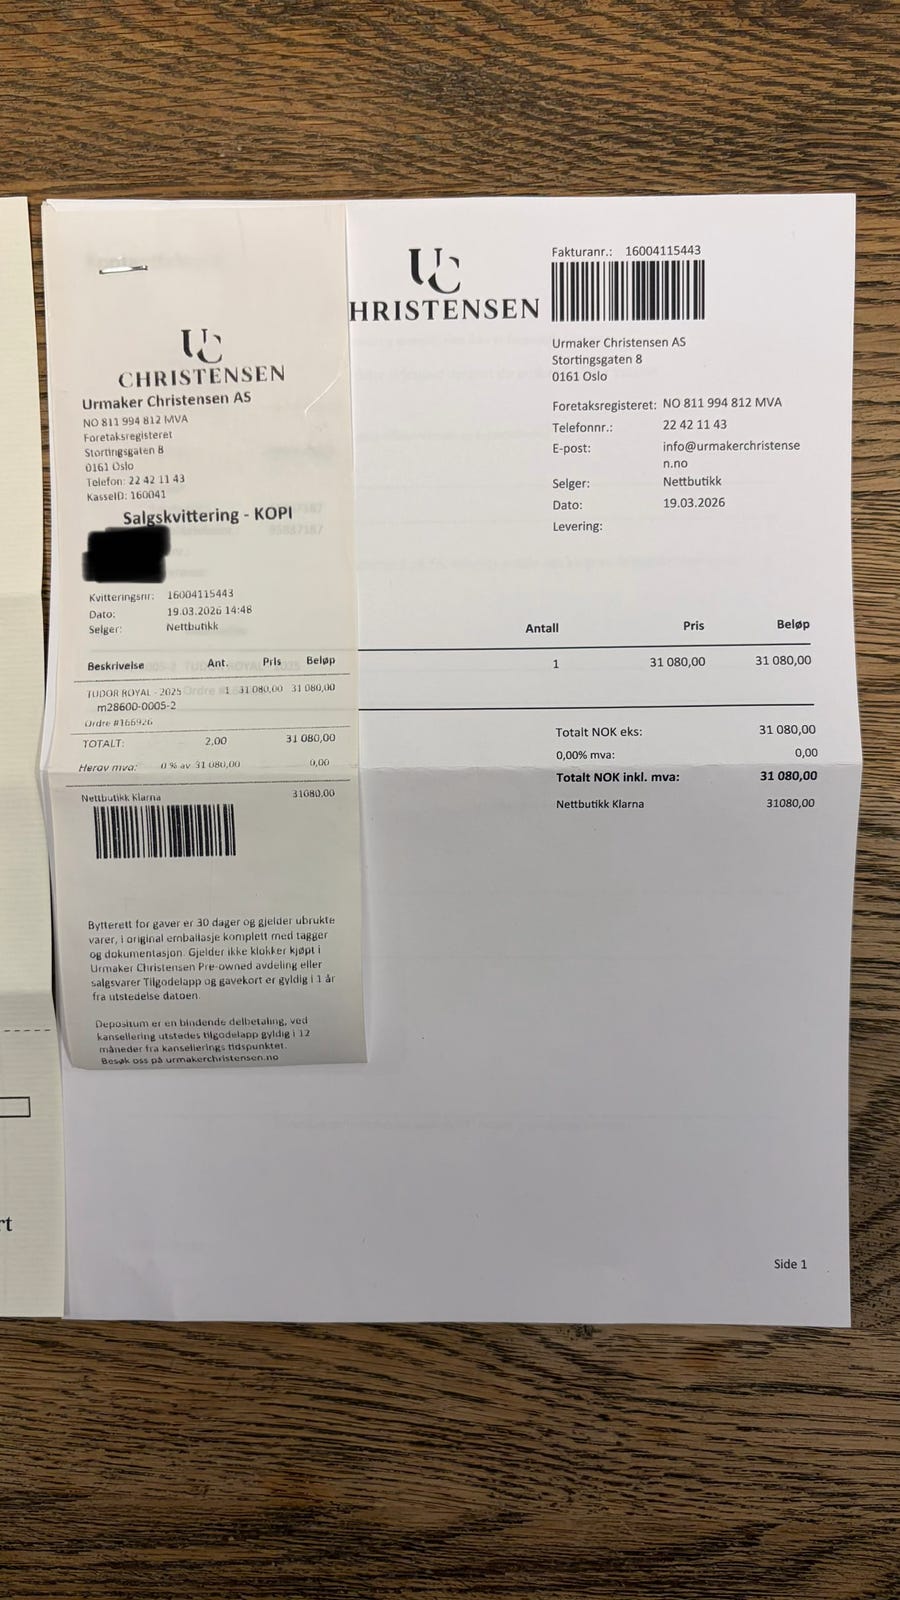 UC
CHRISTENSEN
Urmaker Christensen AS
NO 811 994 812 MVA
Foretaksregisteret
Stortingsgaten 8
0161 Oslo
Telefon: 22 42 11 43
KasseID: 160041
Salgskvittering - KOPI
Kvitteringsnr: 16004115443
Dato: 19.03.2026 14:48
Selger: Nettbutikk
Beskrivelse Ant. Pris Beløp
TUDOR ROYAL - 2025 1 31 080,00 31 080,00
m28600-0005-2
Ordre #166926
TOTALT: 2,00 31 080,00
Herav mva: 0 % av 31 080,00 0,00
Nettbutikk Klarna 31080,00
Bytterett for gaver er 30 dager og gjelder ubrukte
varer, i original emballasje komplett med tagger
og dokumentasjon. Gjelder ikke klokker kjøpt i
Urmaker Christensen Pre-owned avdeling eller
salgsvarer Tilgodelapp og gavekort er gyldig i 1 år
fra utstedelse datoen.
Depositum er en bindende delbetaling, ved
kansellering utstedes tilgodelapp gyldig i 12
måneder fra kansellerings tidspunktet.
Besøk oss på urmakerchristensen.no
UC
HRISTENSEN
Fakturanr.: 16004115443
Urmaker Christensen AS
Stortingsgaten 8
0161 Oslo
Foretaksregisteret: NO 811 994 812 MVA
Telefonnr.: 22 42 11 43
E-post: info@urmakerchristense
n.no
Selger: Nettbutikk
Dato: 19.03.2026
Levering:
Antall Pris Beløp
1 31 080,00 31 080,00
Totalt NOK eks: 31 080,00
0,00% mva: 0,00
Totalt NOK inkl. mva: 31 080,00
Nettbutikk Klarna 31080,00
Side 1
rt